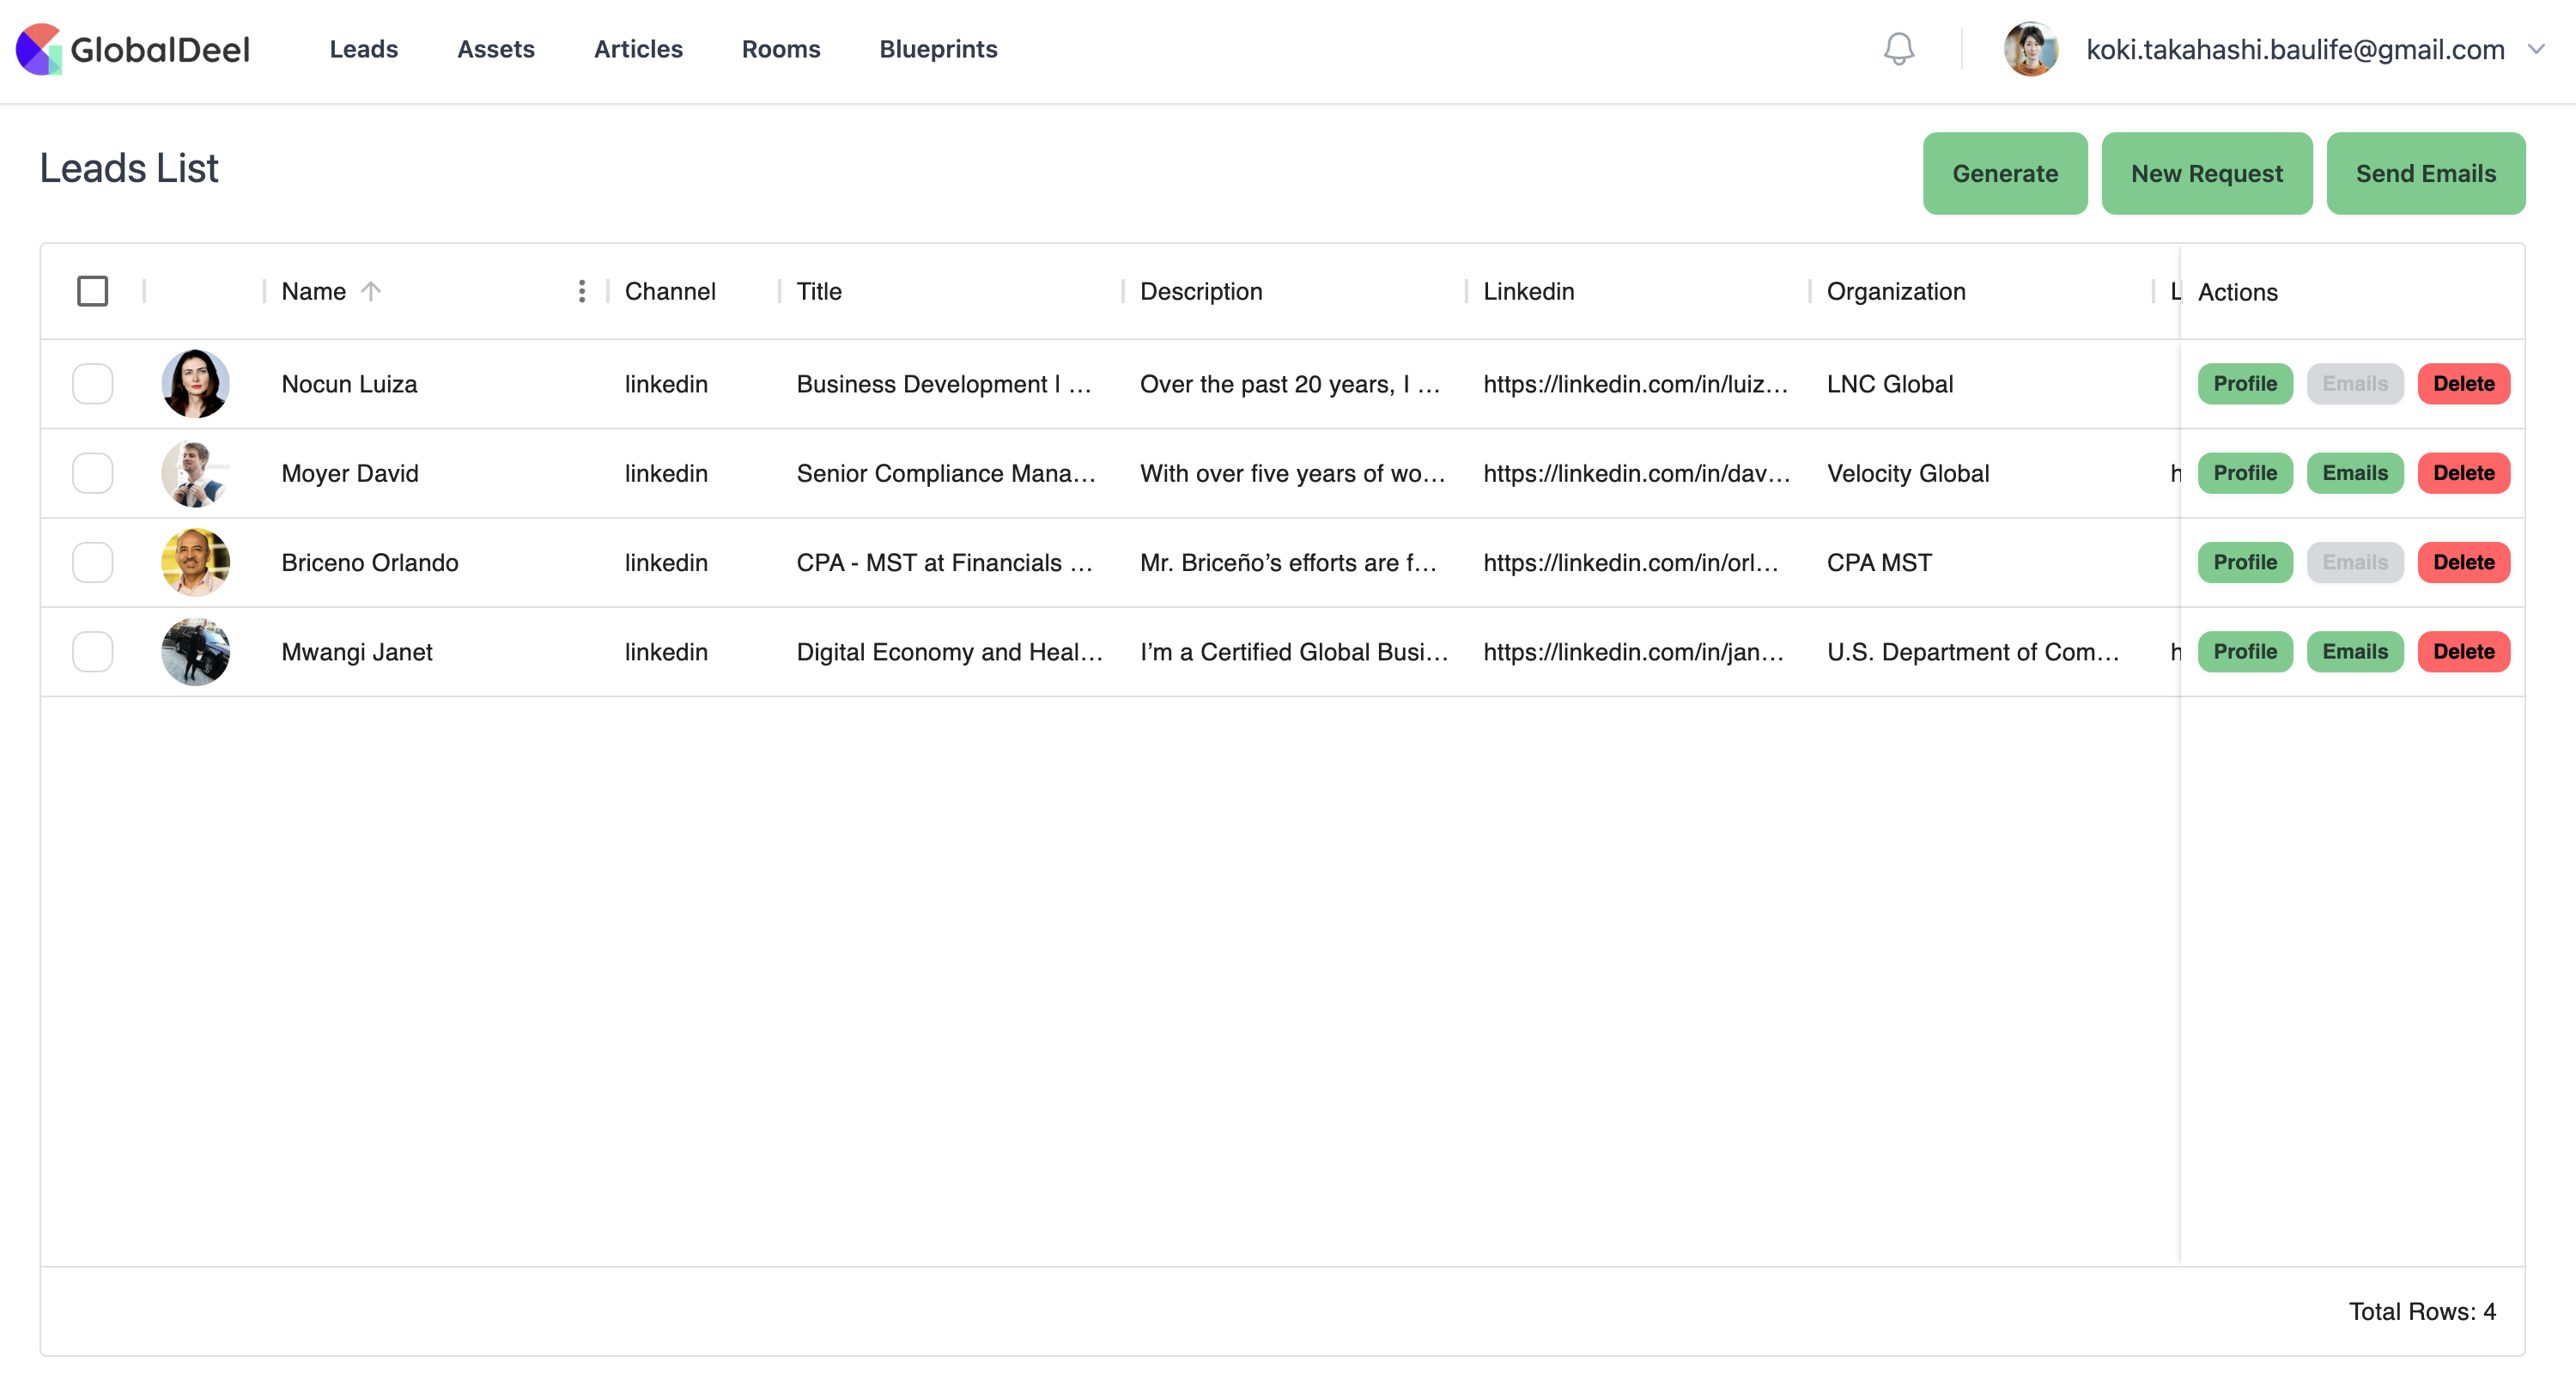 GlobalDeel Leads Assets Articles Rooms Blueprints koki.takahashi.baulife@gmail.com
Leads List Generate New Request Send Emails
Name Channel Title Description Linkedin Organization L Actions
Nocun Luiza linkedin Business Development | … Over the past 20 years, I … https://linkedin.com/in/luiz… LNC Global Profile Emails Delete
Moyer David linkedin Senior Compliance Mana… With over five years of wo… https://linkedin.com/in/dav… Velocity Global h Profile Emails Delete
Briceno Orlando linkedin CPA - MST at Financials … Mr. Briceño’s efforts are f… https://linkedin.com/in/orl… CPA MST Profile Emails Delete
Mwangi Janet linkedin Digital Economy and Heal… I’m a Certified Global Busi… https://linkedin.com/in/jan… U.S. Department of Com… h Profile Emails Delete
Total Rows: 4